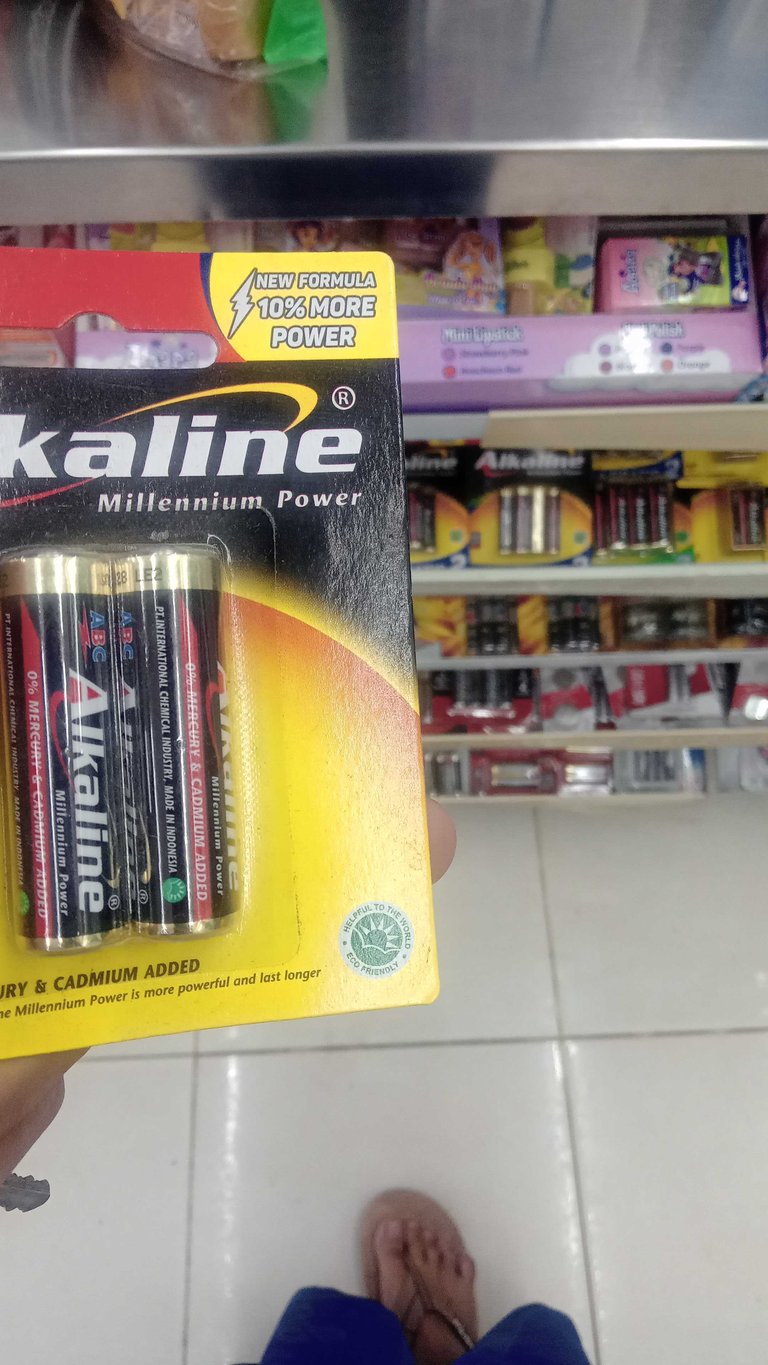 NEW FORMULA
10% MORE
POWER
kaline®
Millennium Power
LE2
ABC
Alkaline®
Millennium Power
0% MERCURY & CADMIUM ADDED
PT.INTERNATIONAL CHEMICAL INDUSTRY. MADE IN INDONESIA
ABC
Alkaline®
Millennium Power
0% MERCURY & CADMIUM ADDED
PT.INTERNATIONAL CHEMICAL INDUSTRY. MADE IN INDONESIA
HELPFUL TO THE WORLD
ECO FRIENDLY
URY & CADMIUM ADDED
ne Millennium Power is more powerful and last longer
Mini Lipstick
Strawberry Pink
Alkaline